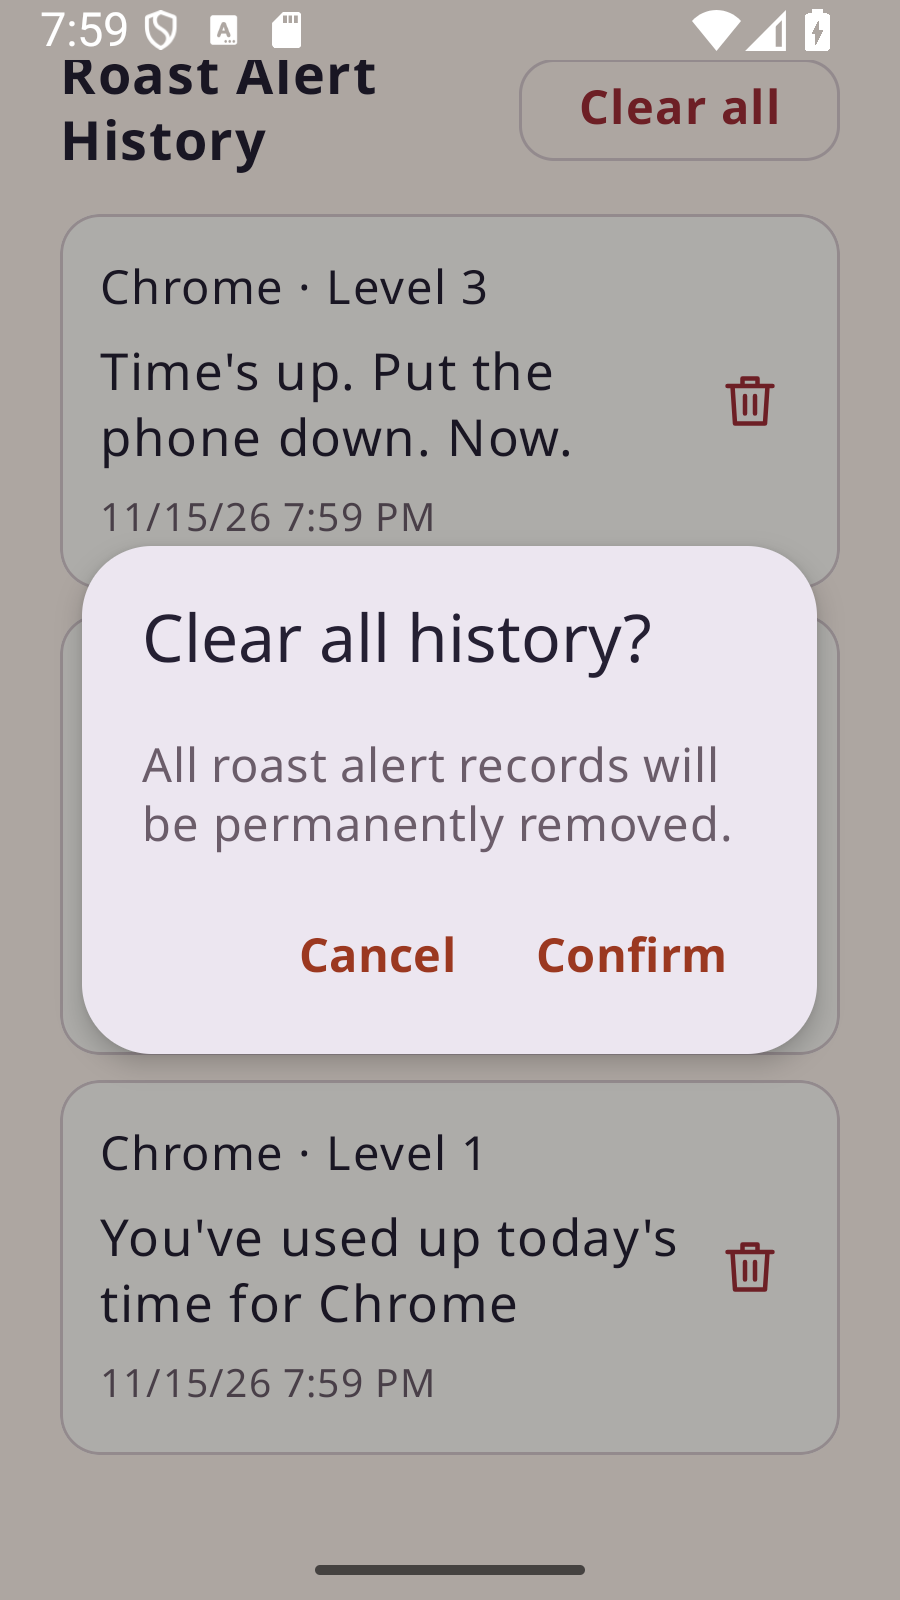 7:59
Roast Alert
History
Clear all
Chrome · Level 3
Time's up. Put the
phone down. Now.
11/15/26 7:59 PM
Clear all history?
All roast alert records will
be permanently removed.
Cancel
Confirm
Chrome · Level 1
You've used up today's
time for Chrome
11/15/26 7:59 PM